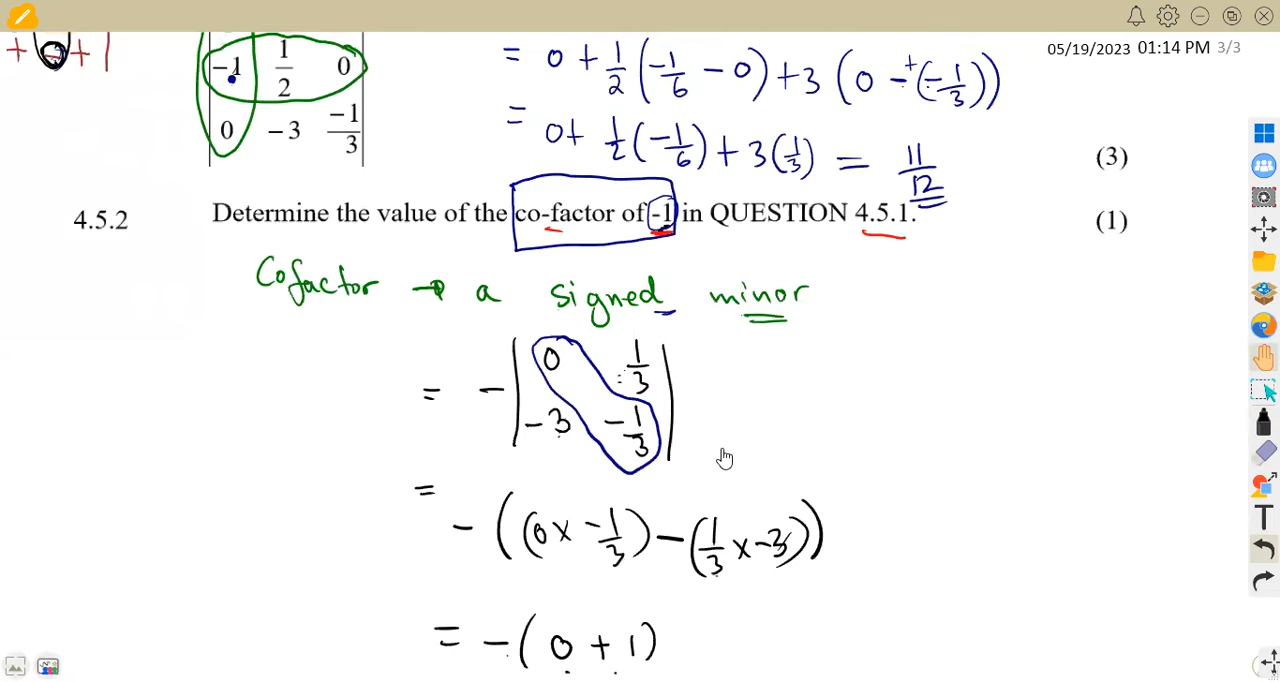 05/19/2023 01:14 PM 3/3
+ 0 + 1
-1 1/2 0
0 -3 -1/3
= 0 + 1/2 (-1/6 - 0) + 3 (0 -+(-1/3))
= 0+ 1/2 (-1/6) + 3(1/3) = 11/12
(3)
4.5.2 Determine the value of the co-factor of -1 in QUESTION 4.5.1. (1)
Cofactor → a signed minor
= - | 0 1/3 |
| -3 -1/3 |
= - ((0 x -1/3) - (1/3 x -3))
= - (0 + 1)
T